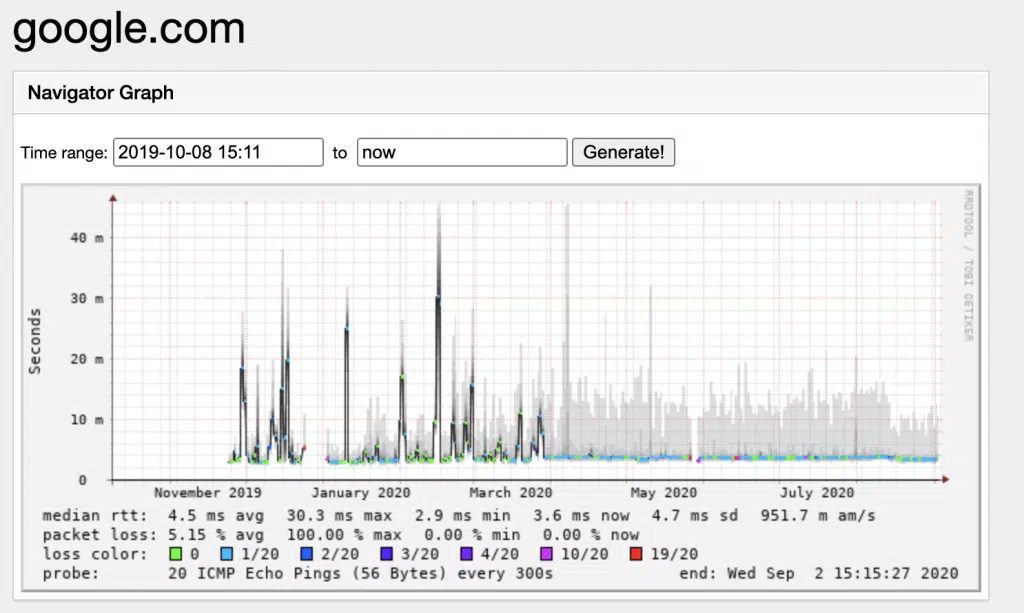 google.com
Navigator Graph
Time range: 2019-10-08 15:11 to now Generate!
RRDTOOL / TOBI OETIKER
Seconds
40 m
30 m
20 m
10 m
0
November 2019 January 2020 March 2020 May 2020 July 2020
median rtt: 4.5 ms avg 30.3 ms max 2.9 ms min 3.6 ms now 4.7 ms sd 951.7 m am/s
packet loss: 5.15 % avg 100.00 % max 0.00 % min 0.00 % now
loss color: 0 1/20 2/20 3/20 4/20 10/20 19/20
probe: 20 ICMP Echo Pings (56 Bytes) every 300s end: Wed Sep 2 15:15:27 2020